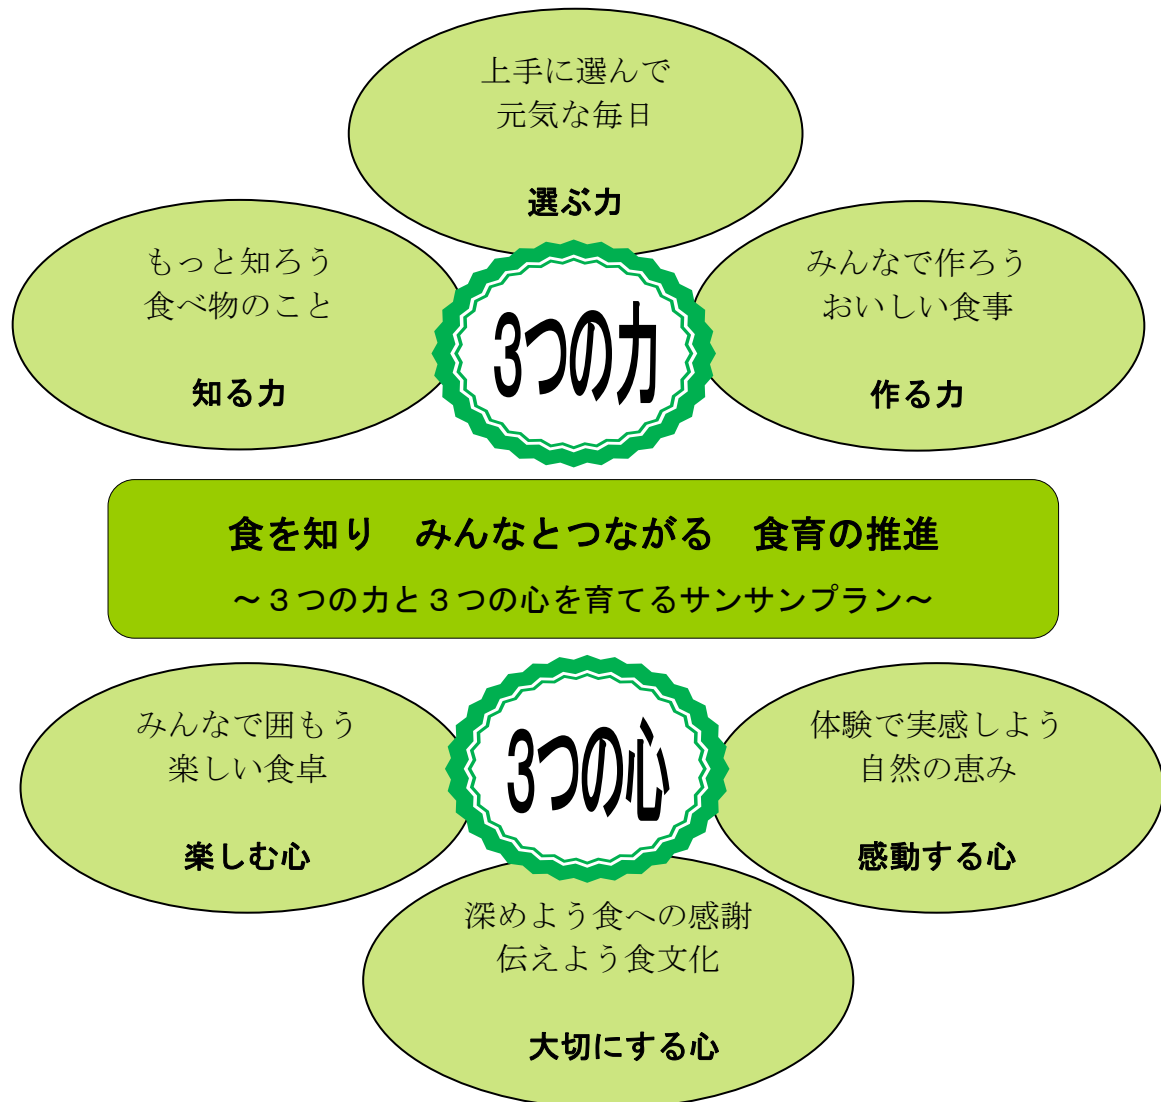 上手に選んで
元気な毎日
選ぶ力
もっと知ろう
食べ物のこと
知る力
3つの力
みんなで作ろう
おいしい食事
作る力
食を知り　みんなとつながる　食育の推進
～３つの力と３つの心を育てるサンサンプラン～
みんなで囲もう
楽しい食卓
楽しむ心
3つの心
体験で実感しよう
自然の恵み
感動する心
深めよう食への感謝
伝えよう食文化
大切にする心